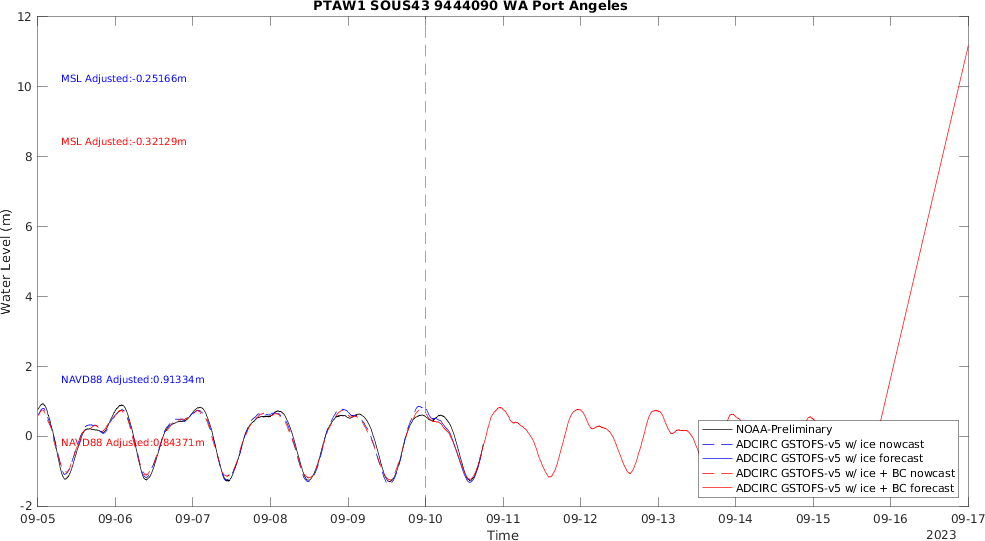 PTAW1 SOUS43 9444090 WA Port Angeles
12
10
8
6
4
2
0
-2
Water Level (m)
MSL Adjusted:-0.25166m
MSL Adjusted:-0.32129m
NAVD88 Adjusted:0.91334m
NAVD88 Adjusted:0.84371m
NOAA-Preliminary
ADCIRC GSTOFS-v5 w/ ice nowcast
ADCIRC GSTOFS-v5 w/ ice forecast
ADCIRC GSTOFS-v5 w/ ice + BC nowcast
ADCIRC GSTOFS-v5 w/ ice + BC forecast
09-05 09-06 09-07 09-08 09-09 09-10 09-11 09-12 09-13 09-14 09-15 09-16 09-17
Time
2023